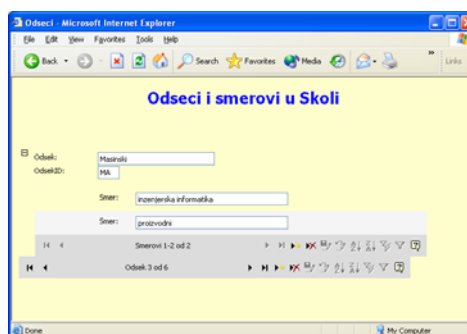 Odseci - Microsoft Internet Explorer
File Edit View Favorites Tools Help
Back Search Favorites Media Links
Odseci i smerovi u Skoli
Odsek: Masinski
OdsekID: MA
Smer: inzenjerska informatika
Smer: proizvodni
Smerovi 1-2 od 2
Odsek 3 od 6
Done My Computer